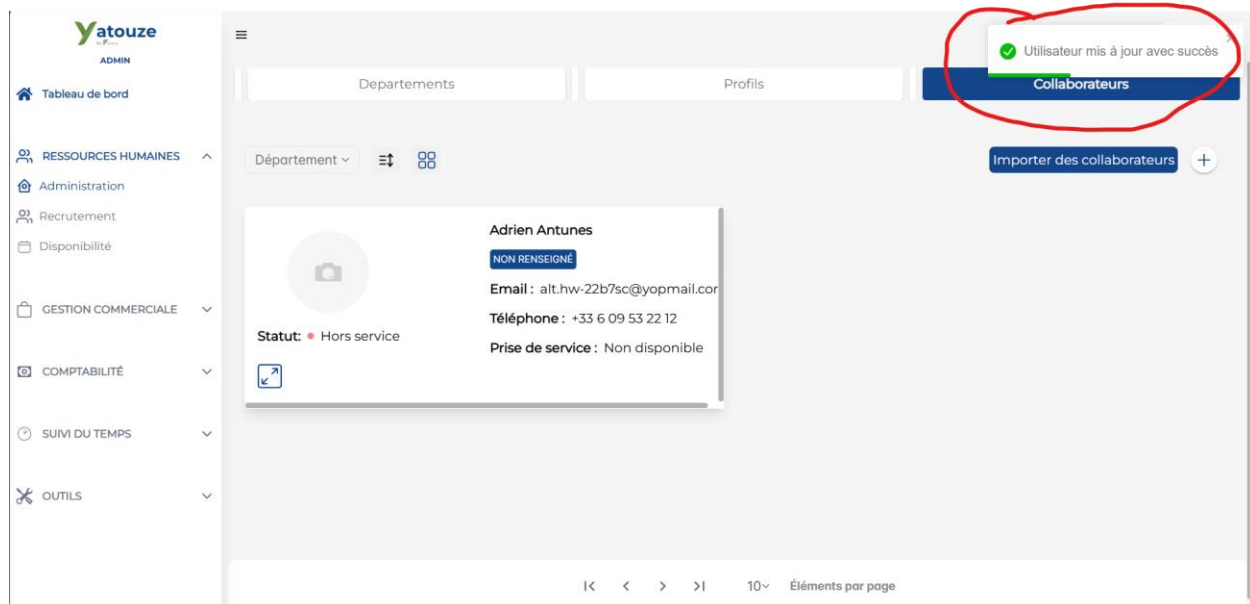 Yatouze
ADMIN
Tableau de bord
RESSOURCES HUMAINES
Administration
Recrutement
Disponibilité
GESTION COMMERCIALE
COMPTABILITÉ
SUIVI DU TEMPS
OUTILS
Utilisateur mis à jour avec succès
Departements
Profils
Collaborateurs
Département
Importer des collaborateurs
Adrien Antunes
NON RENSEIGNÉ
Email : alt.hw-22b7sc@yopmail.cor
Téléphone : +33 6 09 53 22 12
Statut: Hors service
Prise de service : Non disponible
10 Éléments par page